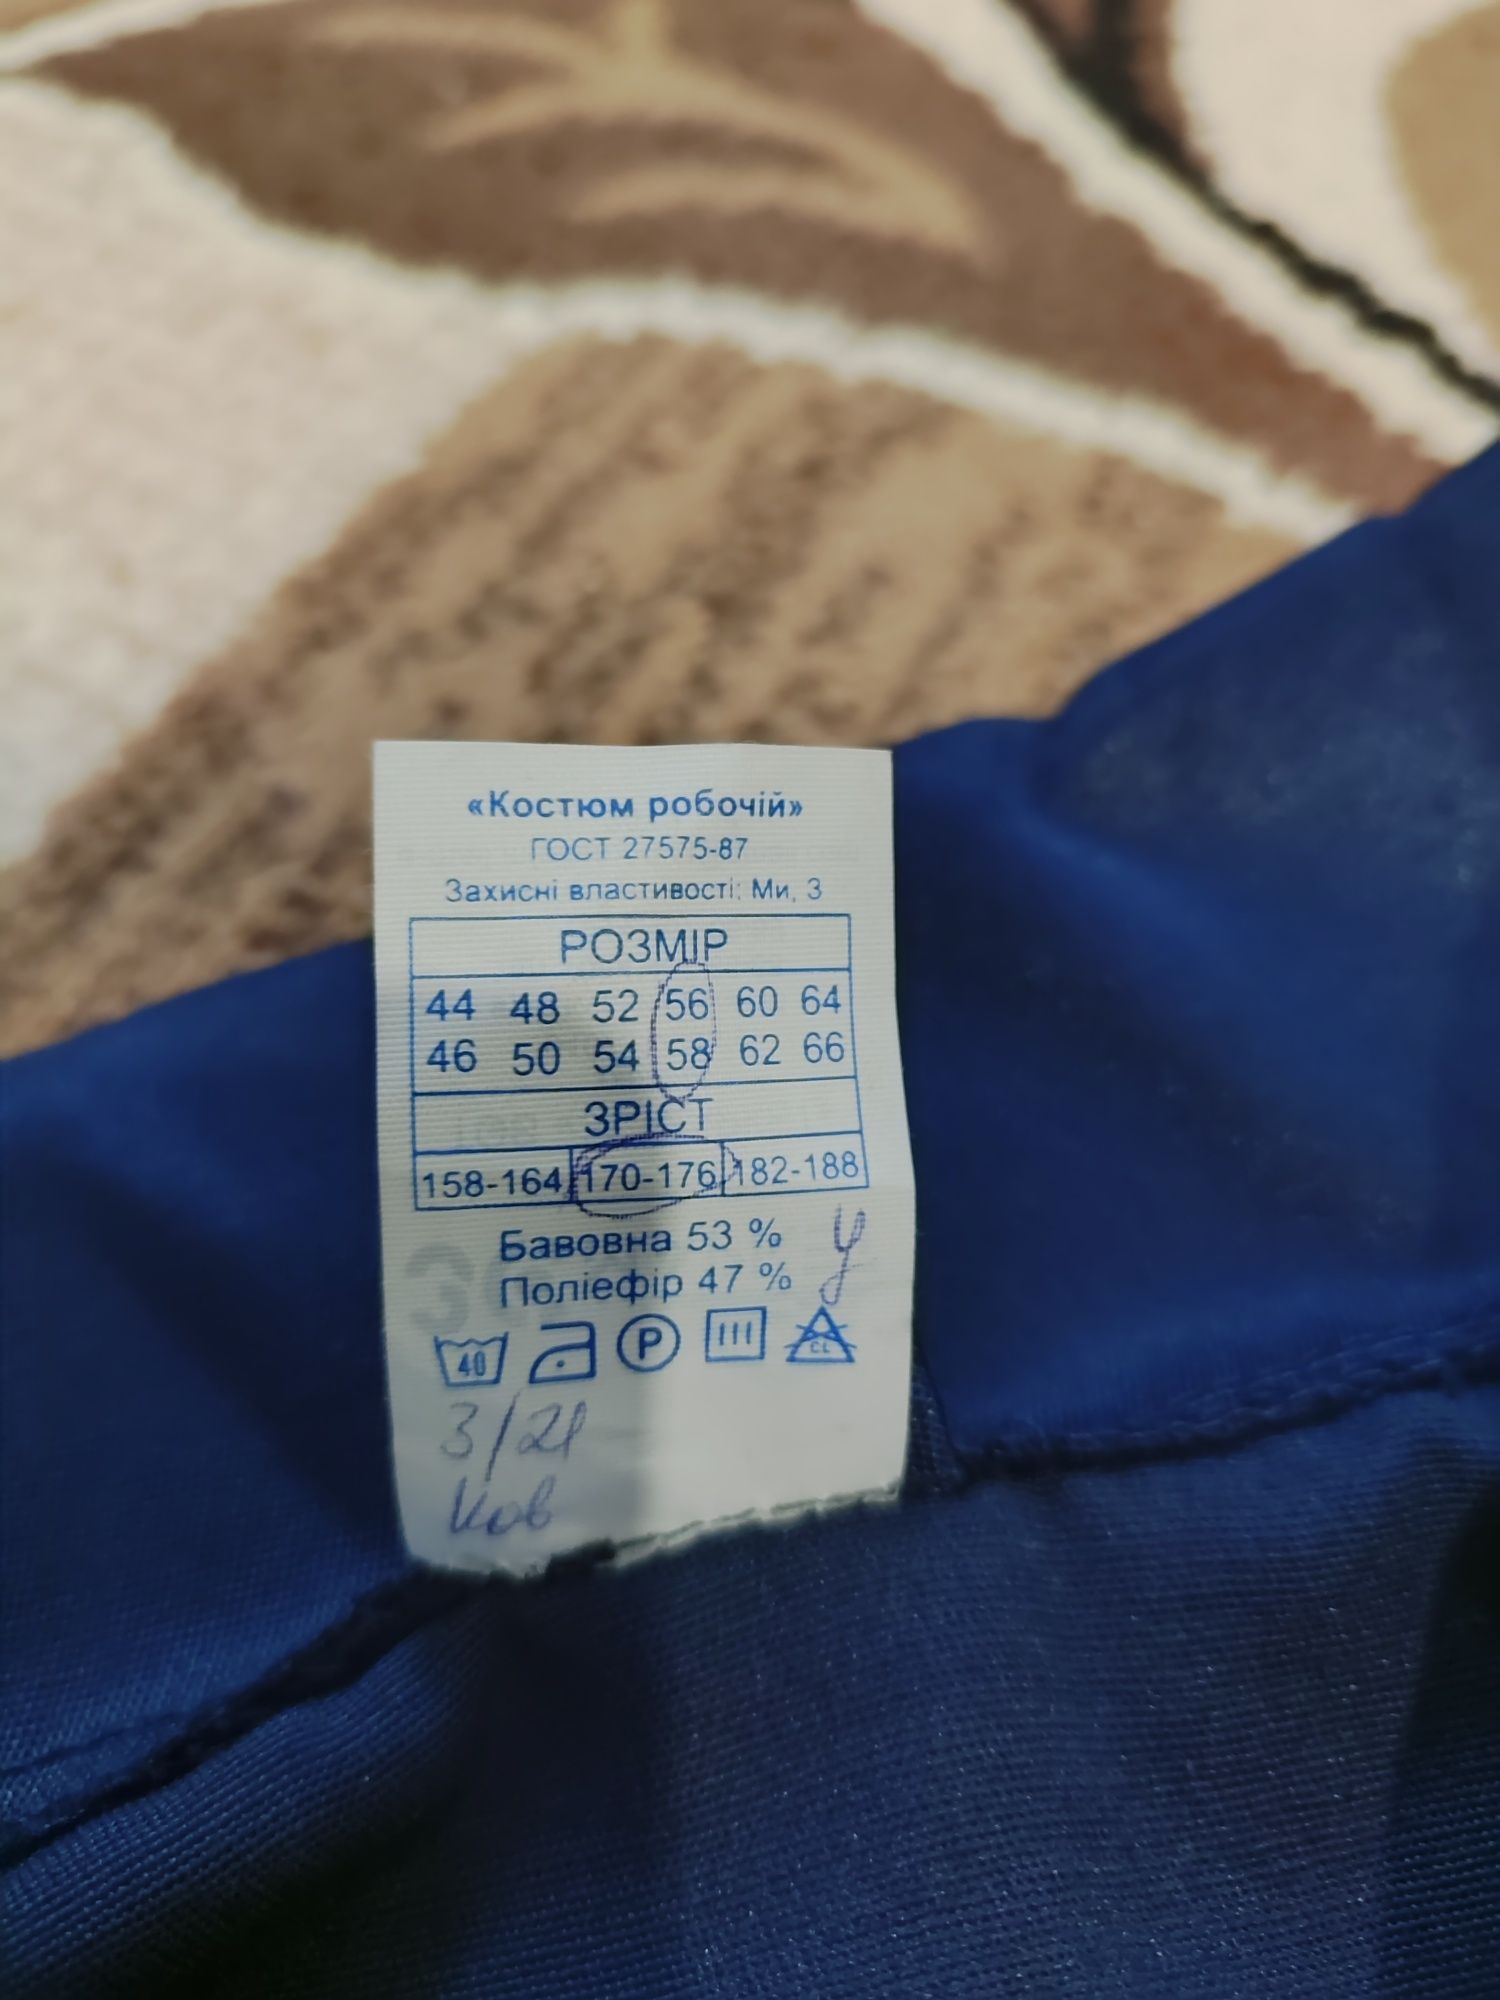 «Костюм робочій»
ГОСТ 27575-87
Захисні властивості: Ми, З
РОЗМІР
44 48 52 56 60 64
46 50 54 58 62 66
ЗРІСТ
158-164 170-176 182-188
Бавовна 53 %
Поліефір 47 % У
40 P CL
3/21
Ков